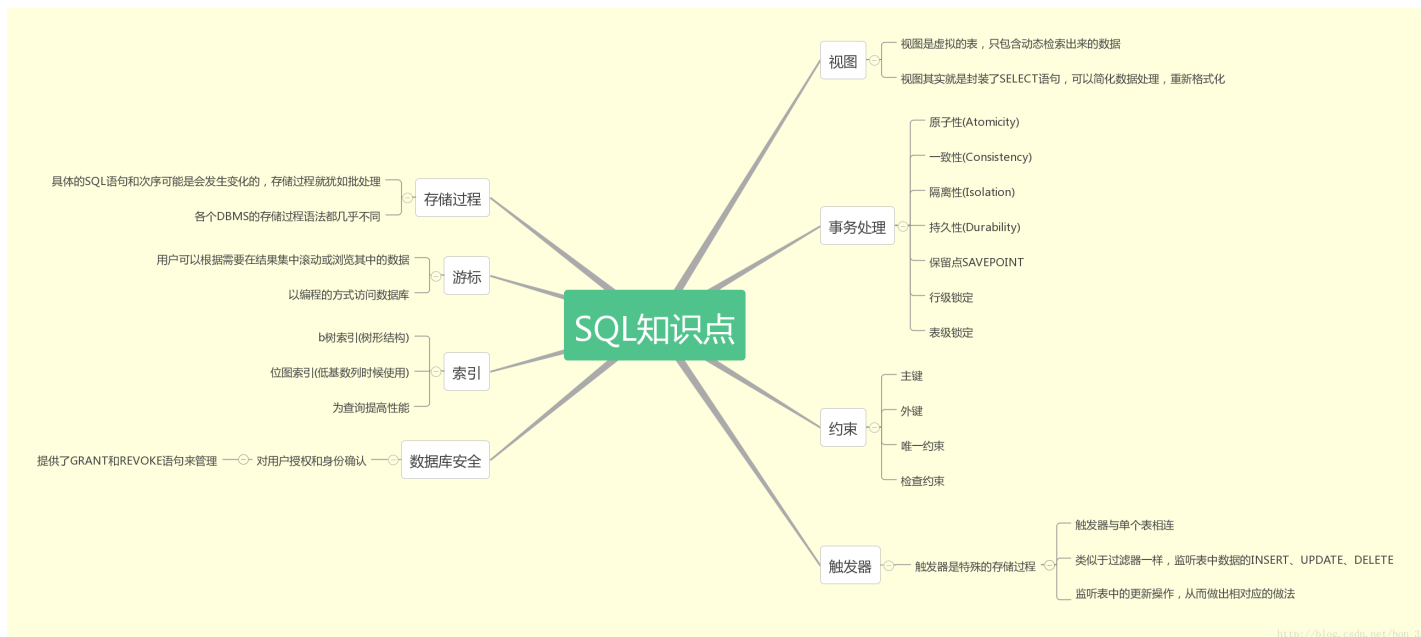 SQL知识点
视图
视图是虚拟的表，只包含动态检索出来的数据
视图其实就是封装了SELECT语句，可以简化数据处理，重新格式化
事务处理
原子性(Atomicity)
一致性(Consistency)
隔离性(Isolation)
持久性(Durability)
保留点SAVEPOINT
行级锁定
表级锁定
约束
主键
外键
唯一约束
检查约束
触发器
触发器是特殊的存储过程
触发器与单个表相连
类似于过滤器一样，监听表中数据的INSERT、UPDATE、DELETE
监听表中的更新操作，从而做出相对应的做法
存储过程
具体的SQL语句和次序可能是会发生变化的，存储过程就犹如批处理
各个DBMS的存储过程语法都几乎不同
游标
用户可以根据需要在结果集中滚动或浏览其中的数据
以编程的方式访问数据库
索引
b树索引(树形结构)
位图索引(低基数列时候使用)
为查询提高性能
数据库安全
对用户授权和身份确认
提供了GRANT和REVOKE语句来管理
http://blog.csdn.net/hon_3